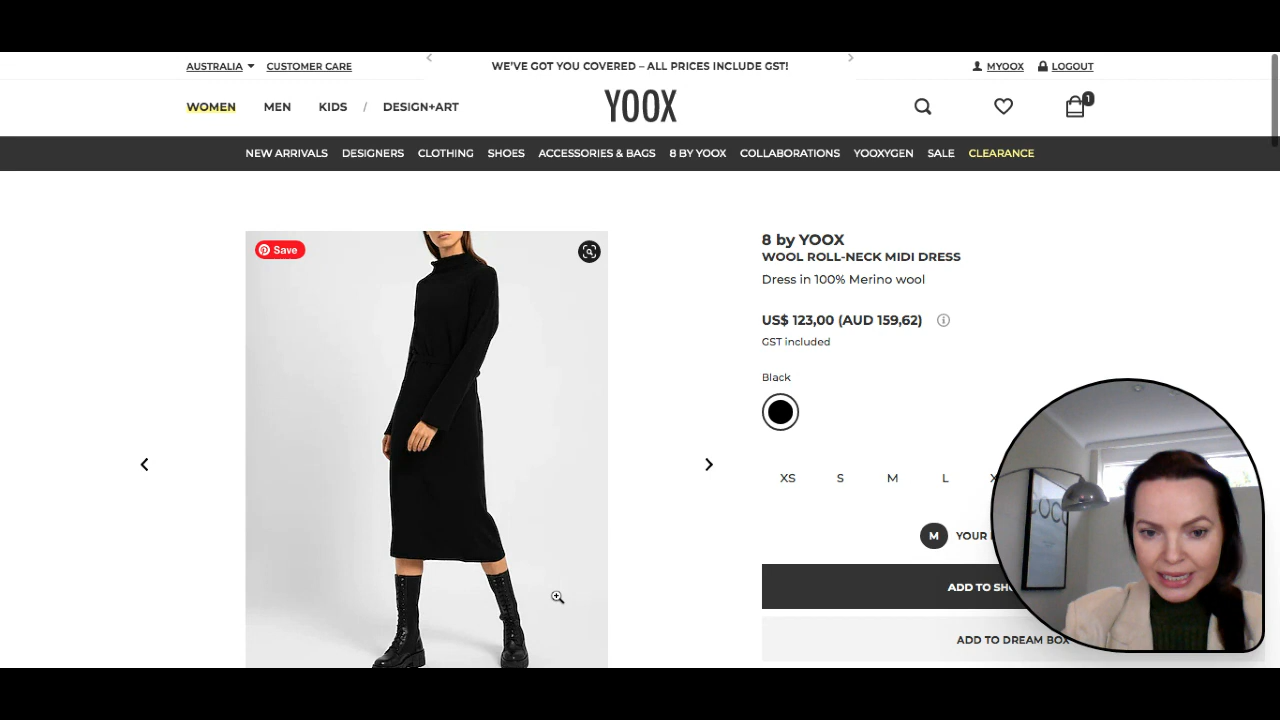 AUSTRALIA CUSTOMER CARE
WE'VE GOT YOU COVERED – ALL PRICES INCLUDE GST!
MYOOX LOGOUT
WOMEN MEN KIDS / DESIGN+ART
YOOX
1
NEW ARRIVALS DESIGNERS CLOTHING SHOES ACCESSORIES & BAGS 8 BY YOOX COLLABORATIONS YOOXYGEN SALE CLEARANCE
Save
8 by YOOX
WOOL ROLL-NECK MIDI DRESS
Dress in 100% Merino wool
US$ 123,00 (AUD 159,62)
GST included
Black
XS S M L
M YOUR
ADD TO
ADD TO DREAM BOX